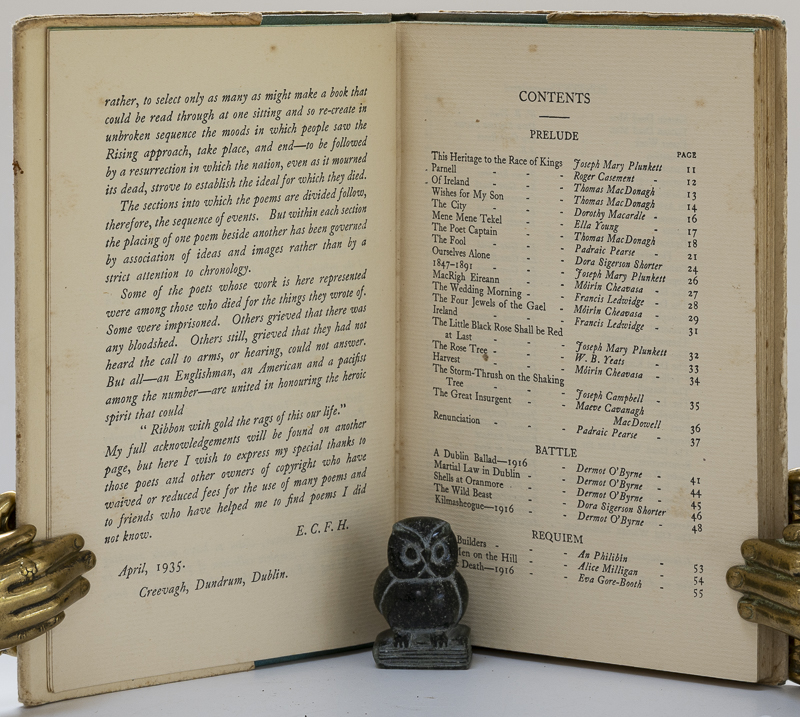 rather, to select only as many as might make a book that
could be read through at one sitting and so re-create in
unbroken sequence the moods in which people saw the
Rising approach, take place, and end—to be followed
by a resurrection in which the nation, even as it mourned
its dead, strove to establish the ideal for which they died.
The sections into which the poems are divided follow,
therefore, the sequence of events. But within each section
the placing of one poem beside another has been governed
by association of ideas and images rather than by a
strict attention to chronology.
Some of the poets whose work is here represented
were among those who died for the things they wrote of.
Some were imprisoned. Others grieved that there was
any bloodshed. Others still, grieved that they had not
heard the call to arms, or hearing, could not answer.
But all—an Englishman, an American and a pacifist
among the number—are united in honouring the heroic
spirit that could
" Ribbon with gold the rags of this our life."
My full acknowledgements will be found on another
page, but here I wish to express my special thanks to
those poets and other owners of copyright who have
waived or reduced fees for the use of many poems and
to friends who have helped me to find poems I did
not know.
E. C. F. H.
April, 1935.
Creevagh, Dundrum, Dublin.
CONTENTS
PRELUDE
PAGE
This Heritage to the Race of Kings Joseph Mary Plunkett 11
Parnell - - - Roger Casement - 12
Of Ireland - - - Thomas MacDonagh 13
Wishes for My Son - - Thomas MacDonagh 14
The City - - - Dorothy Macardle - 16
Mene Mene Tekel - - Ella Young - 17
The Poet Captain - - Thomas MacDonagh 18
The Fool - - - Padraic Pearse - 21
Ourselves Alone - - Dora Sigerson Shorter 24
1847-1891 - - - Joseph Mary Plunkett 26
MacRigh Eireann - - Móirin Cheavasa - 27
The Wedding Morning - - Francis Ledwidge - 28
The Four Jewels of the Gael - Móirin Cheavasa - 29
Ireland - - - Francis Ledwidge - 31
The Little Black Rose Shall be Red
at Last - - - Joseph Mary Plunkett 32
The Rose Tree - - - W. B. Yeats - 33
Harvest - - - Móirin Cheavasa - 34
The Storm-Thrush on the Shaking
Tree - - - Joseph Campbell - 35
The Great Insurgent - - Maeve Cavanagh
MacDowell 36
Renunciation - - - Padraic Pearse - 37
BATTLE
A Dublin Ballad—1916 - Dermot O'Byrne - 41
Martial Law in Dublin - - Dermot O'Byrne - 44
Shells at Oranmore - - Dermot O'Byrne - 45
The Wild Beast - - Dora Sigerson Shorter 46
Kilmasheogue—1916 - - Dermot O'Byrne - 48
REQUIEM
Builders - - An Philibin - 53
Men on the Hill - - Alice Milligan - 54
Death—1916 - - Eva Gore-Booth - 55